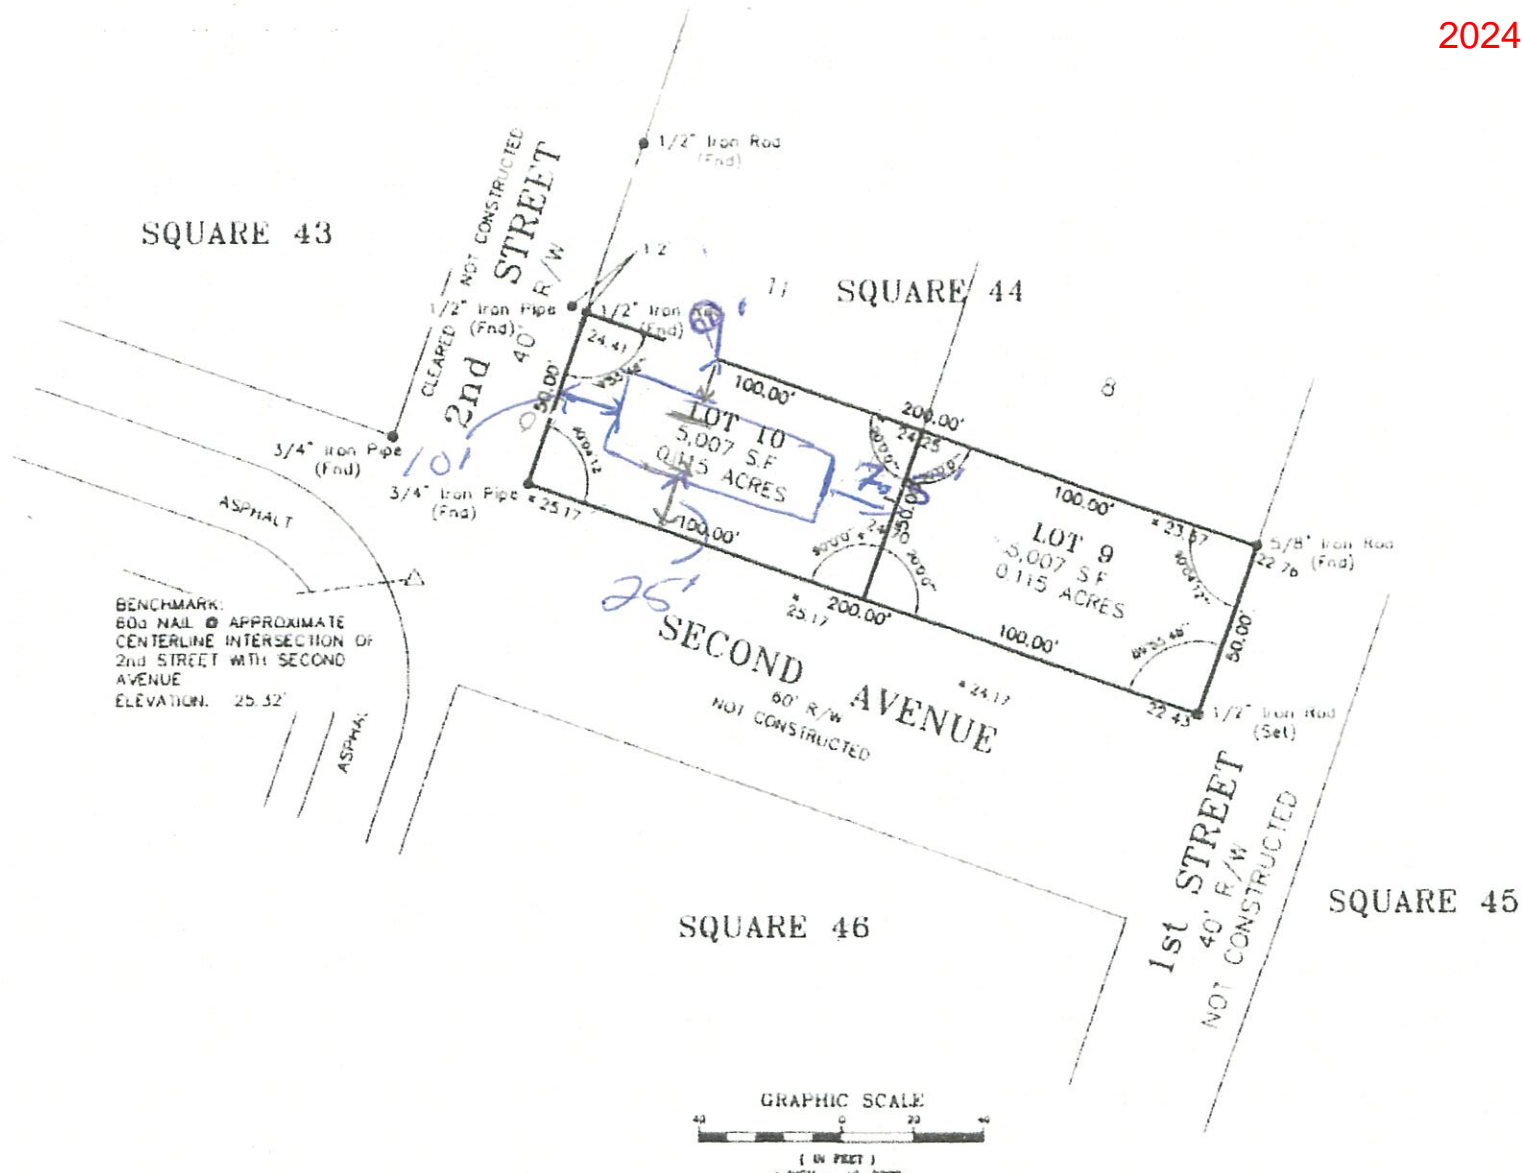 2024
1/2" Iron Rod
(Fnd)
SQUARE 43
CLEARED NOT CONSTRUCTED
2nd STREET
40' R/W
1.2'
11
SQUARE 44
1/2" Iron Pipe
(Fnd)
1/2" Iron
(Fnd)
24.41
50.00'
100.00'
200.00'
8
24.25
LOT 10
5,007 S.F
0.115 ACRES
10'
3/4" Iron Pipe
(Fnd)
3/4" Iron Pipe
(Fnd)
25.17
100.00'
50.00'
24.70
25'
100.00'
23.67
LOT 9
5,007 S.F
0.115 ACRES
5/8" Iron Rod
(Fnd)
22.76
50.00'
ASPHALT
BENCHMARK:
60d NAIL @ APPROXIMATE
CENTERLINE INTERSECTION OF
2nd STREET WITH SECOND
AVENUE
ELEVATION. 25.32'
ASPHAL
25.17
200.00'
100.00'
SECOND AVENUE
60' R/W
NOT CONSTRUCTED
24.17
22.43
1/2" Iron Rod
(Set)
1st STREET
40' R/W
NOT CONSTRUCTED
SQUARE 45
SQUARE 46
GRAPHIC SCALE
40 0 20 40
( IN FEET )